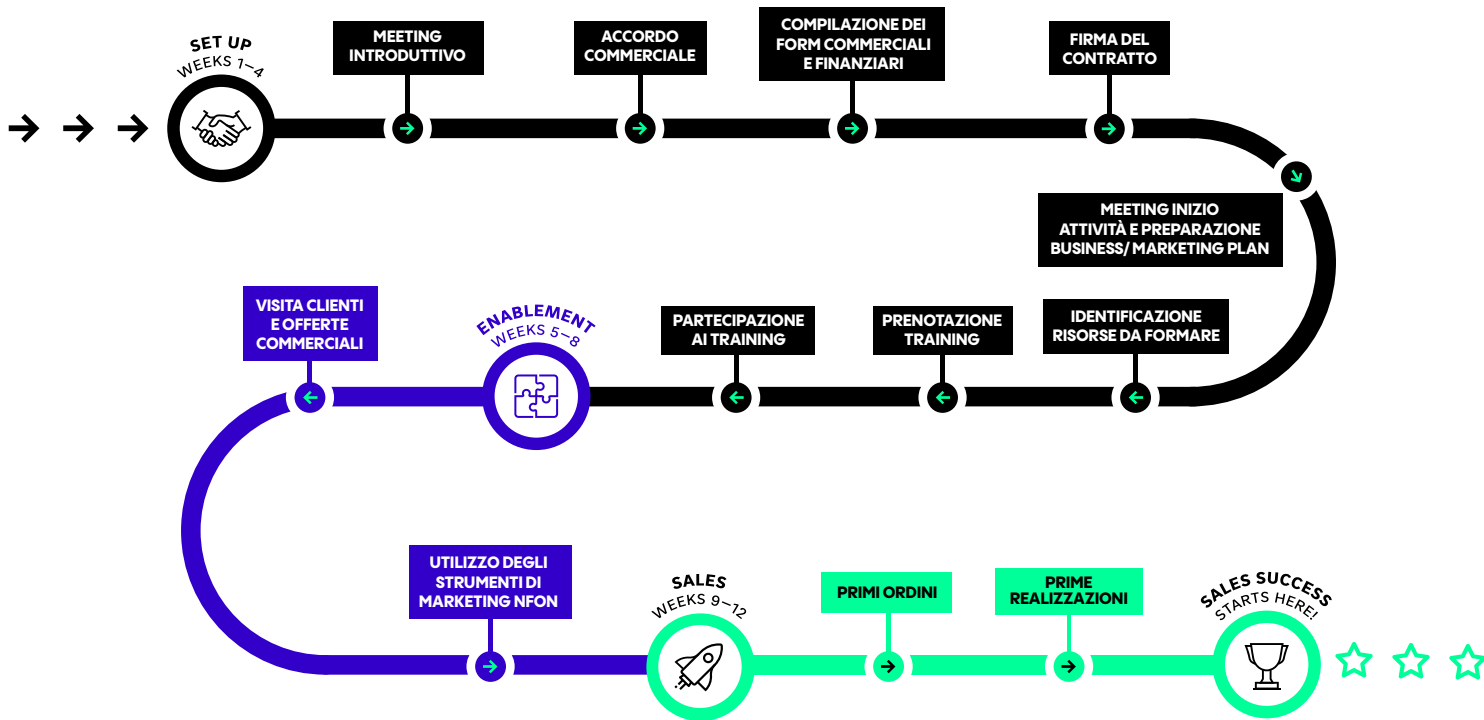 SET UP
WEEKS 1–4
MEETING
INTRODUTTIVO
ACCORDO
COMMERCIALE
COMPILAZIONE DEI
FORM COMMERCIALI
E FINANZIARI
FIRMA DEL
CONTRATTO
MEETING INIZIO
ATTIVITÀ E PREPARAZIONE
BUSINESS/ MARKETING PLAN
IDENTIFICAZIONE
RISORSE DA FORMARE
PRENOTAZIONE
TRAINING
PARTECIPAZIONE
AI TRAINING
ENABLEMENT
WEEKS 5–8
VISITA CLIENTI
E OFFERTE
COMMERCIALI
UTILIZZO DEGLI
STRUMENTI DI
MARKETING NFON
SALES
WEEKS 9–12
PRIMI ORDINI
PRIME
REALIZZAZIONI
SALES SUCCESS
STARTS HERE!